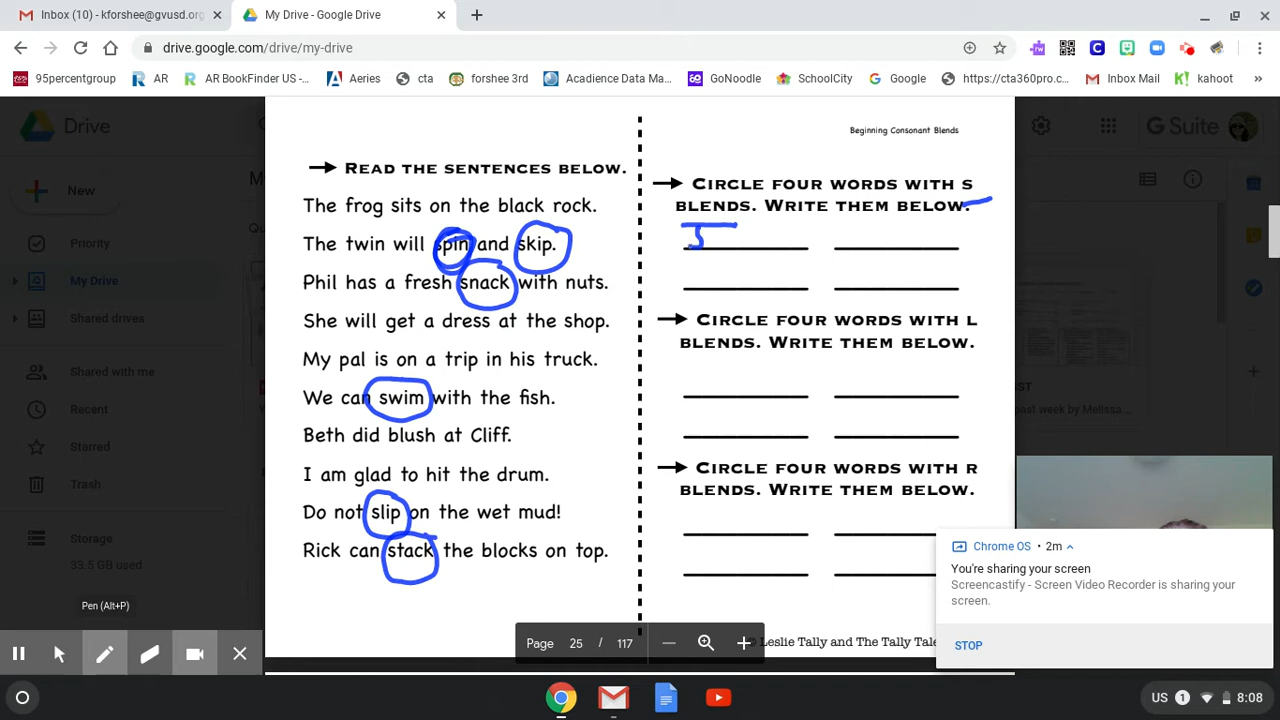 Inbox (10) - kforshee@gvusd.org
My Drive - Google Drive
drive.google.com/drive/my-drive
95percentgroup
AR
AR BookFinder US -...
Aeries
cta
forshee 3rd
Acadience Data Ma...
GoNoodle
SchoolCity
Google
https://cta360pro.c...
Inbox Mail
kahoot
»
Drive
G Suite
New
Priority
My Drive
Shared drives
Shared with me
Recent
Starred
Trash
Storage
33.5 GB used
Pen (Alt+P)
READ THE SENTENCES BELOW.
The frog sits on the black rock.
The twin will spin and skip.
Phil has a fresh snack with nuts.
She will get a dress at the shop.
My pal is on a trip in his truck.
We can swim with the fish.
Beth did blush at Cliff.
I am glad to hit the drum.
Do not slip on the wet mud!
Rick can stack the blocks on top.
Beginning Consonant Blends
CIRCLE FOUR WORDS WITH S
BLENDS. WRITE THEM BELOW.
CIRCLE FOUR WORDS WITH L
BLENDS. WRITE THEM BELOW.
CIRCLE FOUR WORDS WITH R
BLENDS. WRITE THEM BELOW.
Leslie Tally and The Tally Tale
Page 25 / 117
past week by Melissa ...
Chrome OS • 2m
You're sharing your screen
Screencastify - Screen Video Recorder is sharing your
screen.
STOP
US 1 8:08